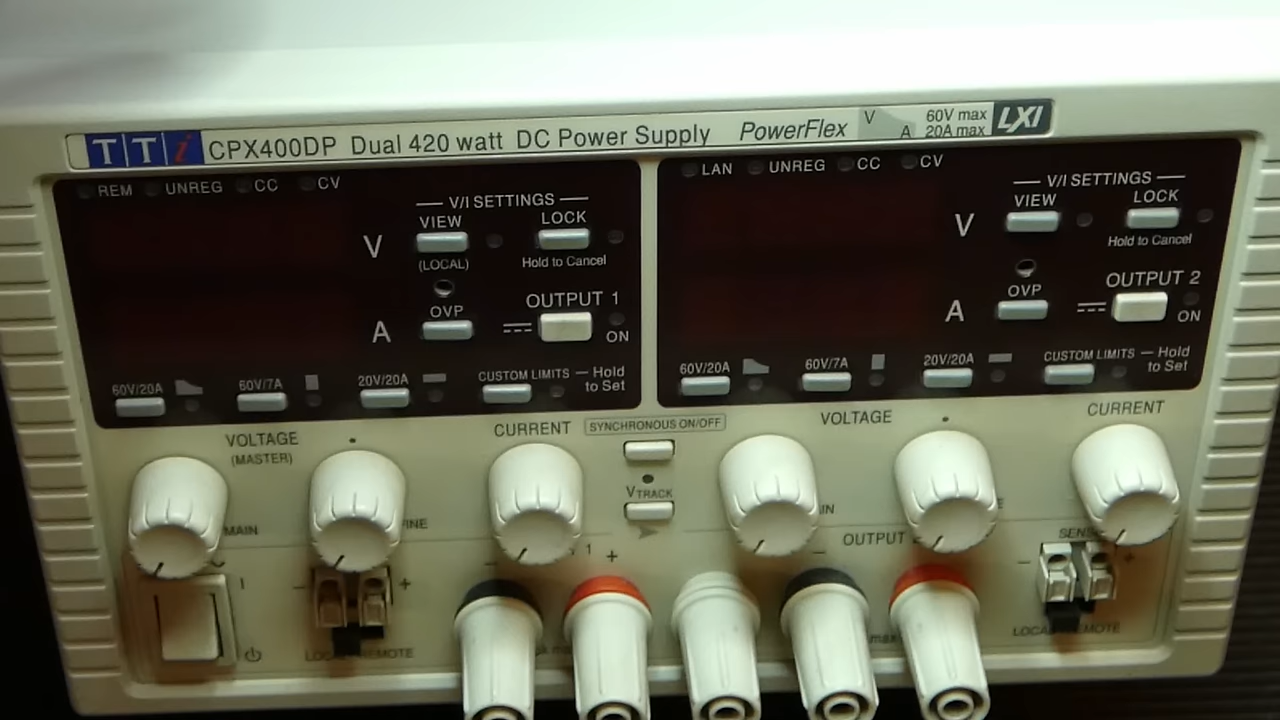 TTi CPX400DP Dual 420 watt DC Power Supply PowerFlex V A 60V max 20A max LXI
REM UNREG CC CV
V/I SETTINGS
VIEW LOCK
V
(LOCAL) Hold to Cancel
OVP OUTPUT 1
A
ON
60V/20A 60V/7A 20V/20A CUSTOM LIMITS — Hold to Set
LAN UNREG CC CV
V/I SETTINGS
VIEW LOCK
V
Hold to Cancel
OVP OUTPUT 2
A
ON
60V/20A 60V/7A 20V/20A CUSTOM LIMITS — Hold to Set
VOLTAGE
(MASTER)
CURRENT
SYNCHRONOUS ON/OFF
VOLTAGE
CURRENT
VTRACK
MAIN
OUTPUT
1
- +
- +
- +
LOCAL REMOTE
max
LOCAL REMOTE